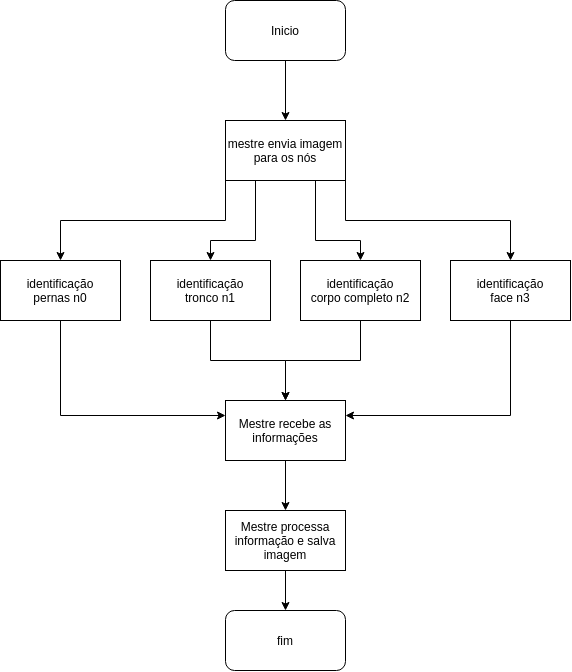 Inicio
mestre envia imagem
para os nós
identificação
pernas n0
identificação
tronco n1
identificação
corpo completo n2
identificação
face n3
Mestre recebe as
informações
Mestre processa
informação e salva
imagem
fim